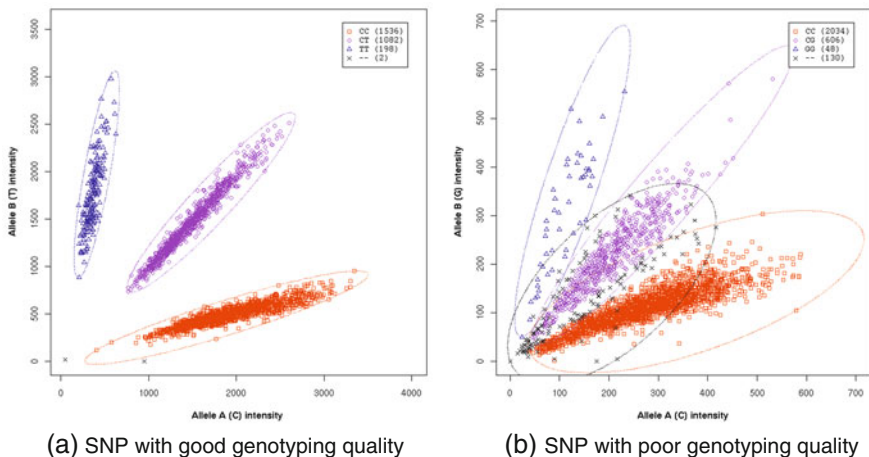 CC (1536)
CT (1082)
TT (198)
-- (2)
Allele B (T) intensity
0 500 1000 1500 2000 2500 3000 3500
0 1000 2000 3000 4000
Allele A (C) intensity
(a) SNP with good genotyping quality
CC (2034)
CG (606)
GG (48)
-- (130)
Allele B (G) intensity
0 100 200 300 400 500 600 700
0 100 200 300 400 500 600 700
Allele A (C) intensity
(b) SNP with poor genotyping quality